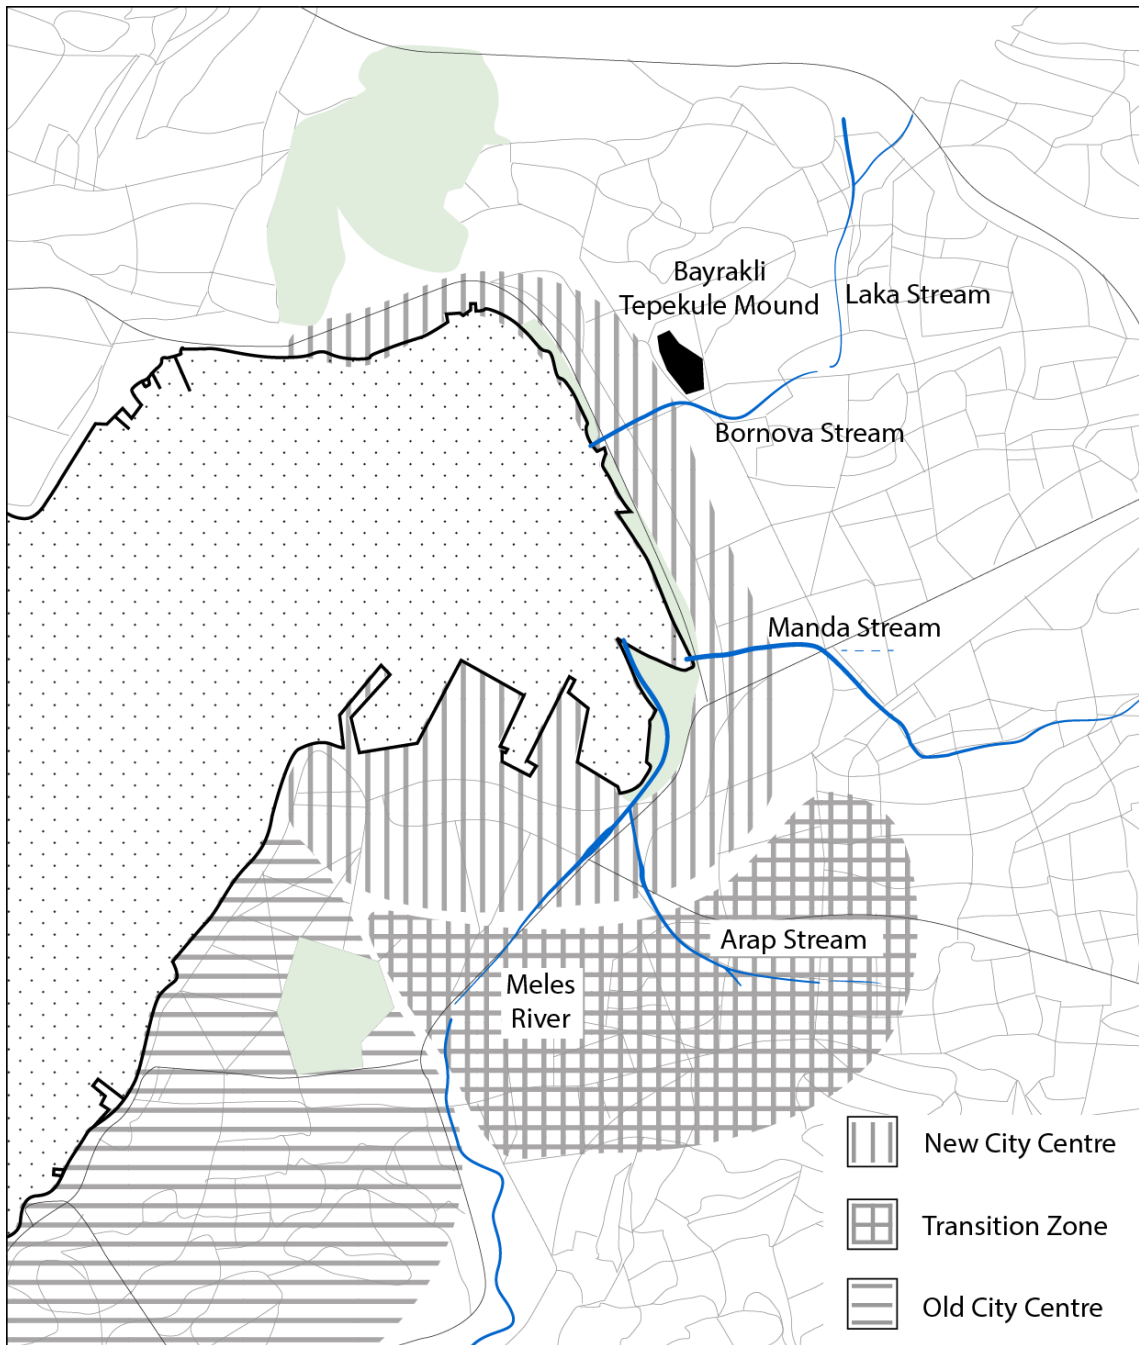 Bayrakli
Tepekule Mound
Laka Stream
Bornova Stream
Manda Stream
Arap Stream
Meles
River
New City Centre
Transition Zone
Old City Centre